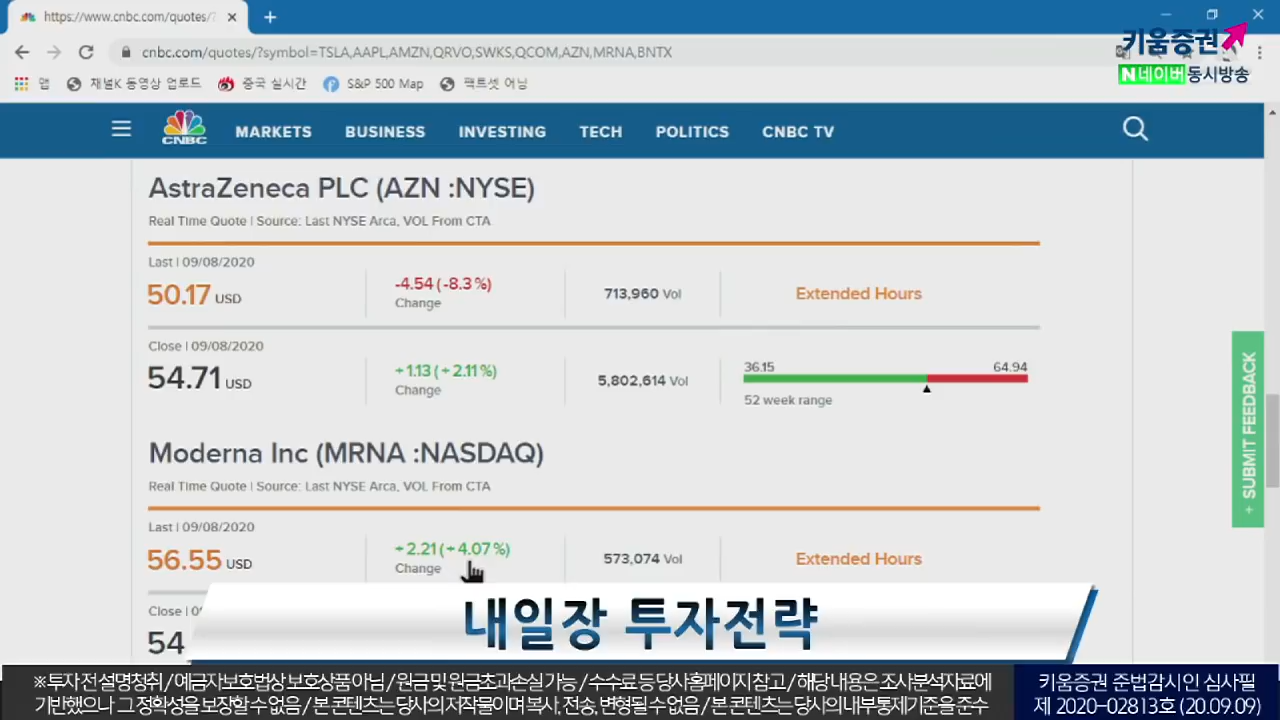 https://www.cnbc.com/quotes/?
cnbc.com/quotes/?symbol=TSLA,AAPL,AMZN,QRVO,SWKS,QCOM,AZN,MRNA,BNTX
키움증권
앱 채널K 동영상 업로드 중국 실시간 S&P 500 Map 팩트셋 어닝
N네이버 동시방송
CNBC MARKETS BUSINESS INVESTING TECH POLITICS CNBC TV
AstraZeneca PLC (AZN :NYSE)
Real Time Quote | Source: Last NYSE Arca, VOL From CTA
Last | 09/08/2020
50.17 USD
-4.54 (-8.3%)
Change
713,960 Vol
Extended Hours
Close | 09/08/2020
54.71 USD
+1.13 (+2.11%)
Change
5,802,614 Vol
36.15 64.94
52 week range
SUBMIT FEEDBACK +
Moderna Inc (MRNA :NASDAQ)
Real Time Quote | Source: Last NYSE Arca, VOL From CTA
Last | 09/08/2020
56.55 USD
+2.21 (+4.07%)
Change
573,074 Vol
Extended Hours
Close | 09/
54
내일장 투자전략
※ 투자 전 설명청취 / 예금자보호법상 보호상품 아님 / 원금 및 원금초과손실 가능 / 수수료 등 당사 홈페이지 참고 / 해당 내용은 조사분석자료에
기반했으나 그 정확성을 보장할 수 없음 / 본 콘텐츠는 당사의 저작물이며 복사, 전송, 변형될 수 없음 / 본 콘텐츠는 당사의 내부통제기준을 준수
키움증권 준법감시인 심사필
제 2020-02813호 (20.09.09)